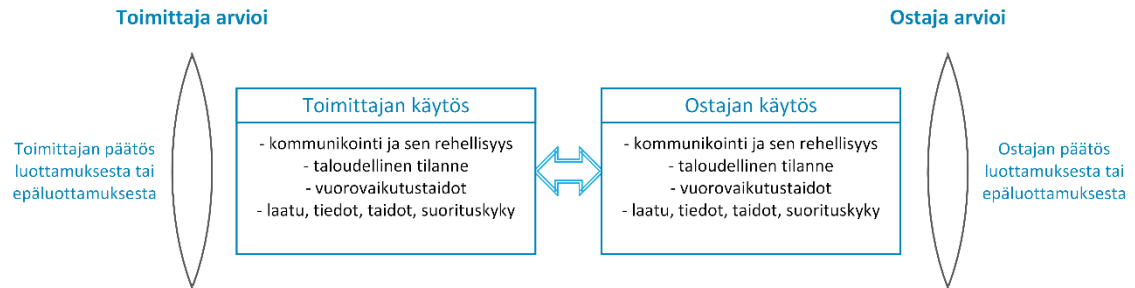 Toimittaja arvioi
Ostaja arvioi
Toimittajan päätös
luottamuksesta tai
epäluottamuksesta
Toimittajan käytös
- kommunikointi ja sen rehellisyys
- taloudellinen tilanne
- vuorovaikutustaidot
- laatu, tiedot, taidot, suorituskyky
Ostajan käytös
- kommunikointi ja sen rehellisyys
- taloudellinen tilanne
- vuorovaikutustaidot
- laatu, tiedot, taidot, suorituskyky
Ostajan päätös
luottamuksesta tai
epäluottamuksesta